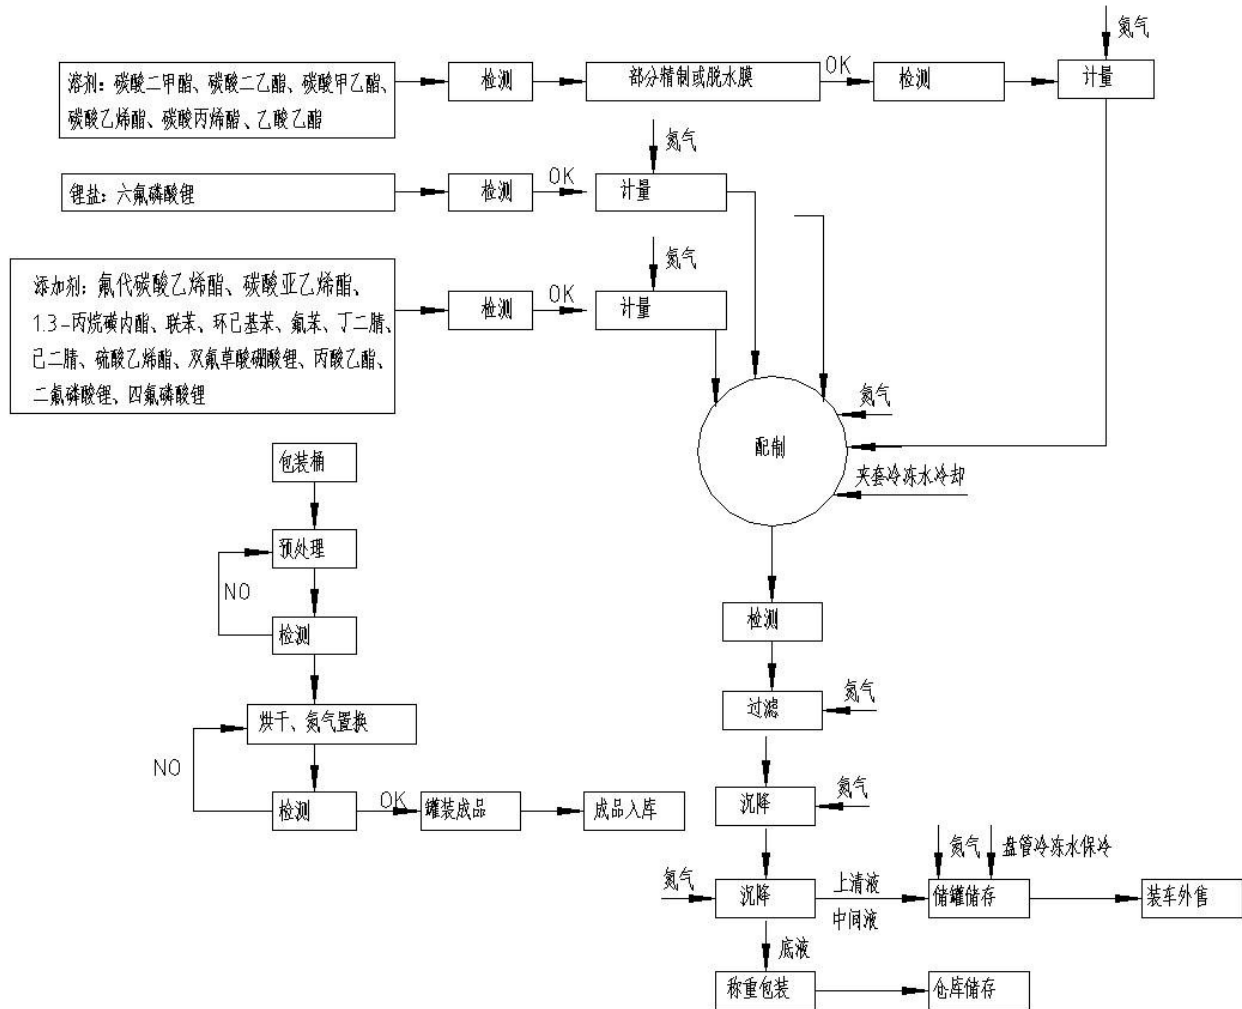 氮气
溶剂：碳酸二甲酯、碳酸二乙酯、碳酸甲乙酯、
碳酸乙烯酯、碳酸丙烯酯、乙酸乙酯
检测
部分精制或脱水膜
OK
检测
计量
氮气
锂盐：六氟磷酸锂
检测
OK
计量
氮气
添加剂：氟代碳酸乙烯酯、碳酸亚乙烯酯、
1.3-丙烷磺内酯、联苯、环己基苯、氟苯、丁二腈、
己二腈、硫酸乙烯酯、双氟草酸硼酸锂、丙酸乙酯、
二氟磷酸锂、四氟磷酸锂
检测
OK
计量
氮气
配制
夹套冷冻水冷却
包装桶
预处理
NO
检测
烘干、氮气置换
NO
检测
OK
罐装成品
成品入库
检测
过滤
氮气
沉降
氮气
氮气
沉降
上清液
中间液
氮气
盘管冷冻水保冷
储罐储存
装车外售
底液
称重包装
仓库储存